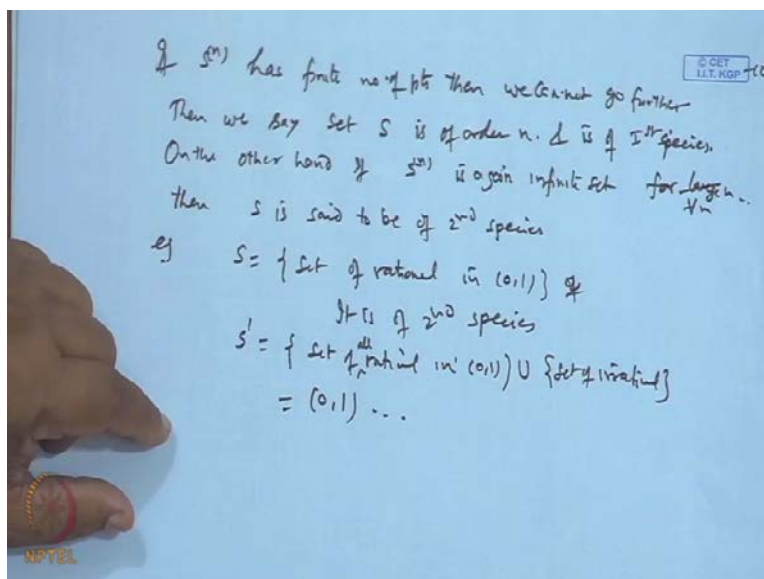 If S^(n) has finite no. of pts then we can not go further
Then we say set S is of order n. & is of I^st species.
On the other hand if S^(n) is again infinite set for large n..
∀n
then S is said to be of 2^nd species
eg S = { set of rational in (0,1) }
It is of 2^nd species
S' = { set of all rational in (0,1) } ∪ { set of irrational }
= (0,1) ...
© CET
I.I.T. KGP
NPTEL